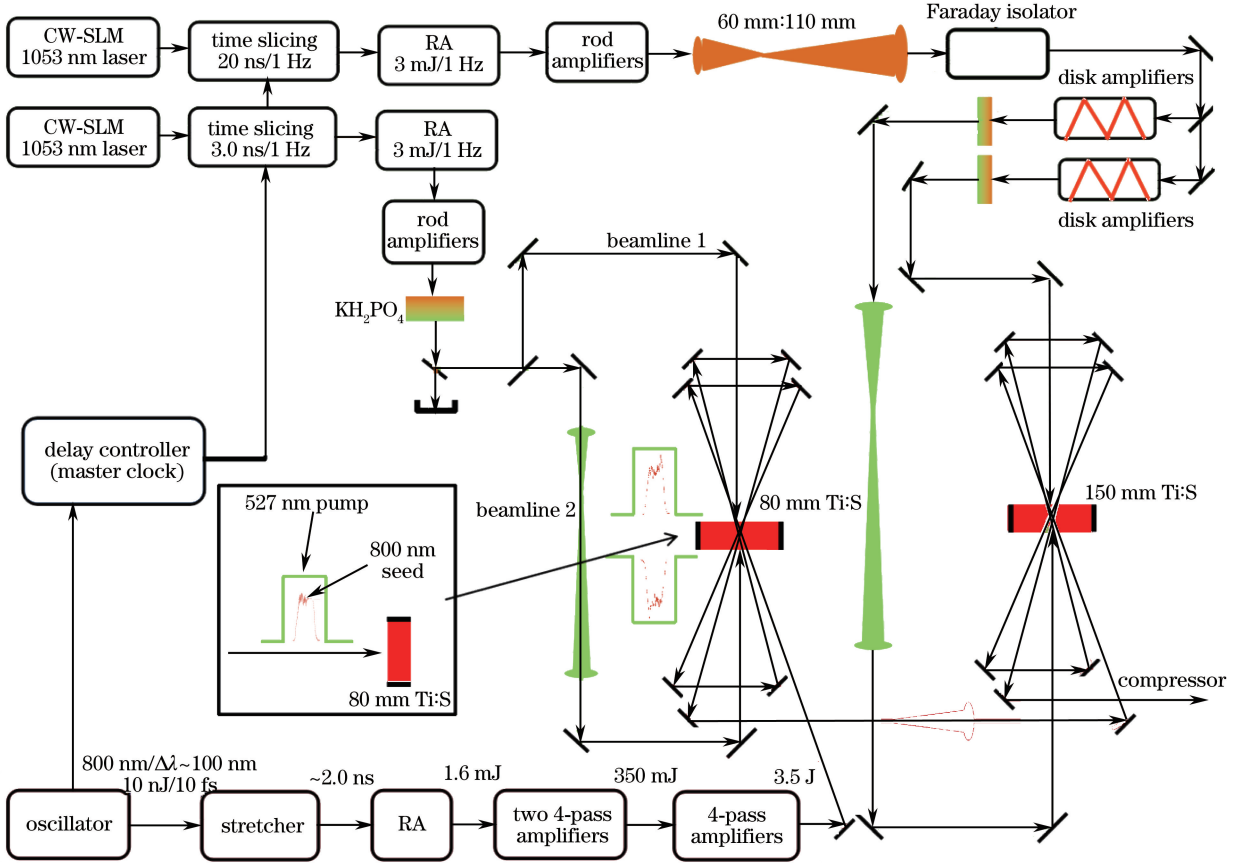 CW-SLM
1053 nm laser
time slicing
20 ns/1 Hz
RA
3 mJ/1 Hz
rod
amplifiers
60 mm:110 mm
Faraday isolator
disk amplifiers
CW-SLM
1053 nm laser
time slicing
3.0 ns/1 Hz
RA
3 mJ/1 Hz
disk amplifiers
rod
amplifiers
KH₂PO₄
beamline 1
delay controller
(master clock)
527 nm pump
800 nm
seed
80 mm Ti:S
beamline 2
80 mm Ti:S
150 mm Ti:S
compressor
800 nm/Δλ~100 nm
10 nJ/10 fs
~2.0 ns
1.6 mJ
350 mJ
3.5 J
oscillator
stretcher
RA
two 4-pass
amplifiers
4-pass
amplifiers